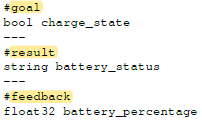 #goal
bool charge_state
---
#result
string battery_status
---
#feedback
float32 battery_percentage